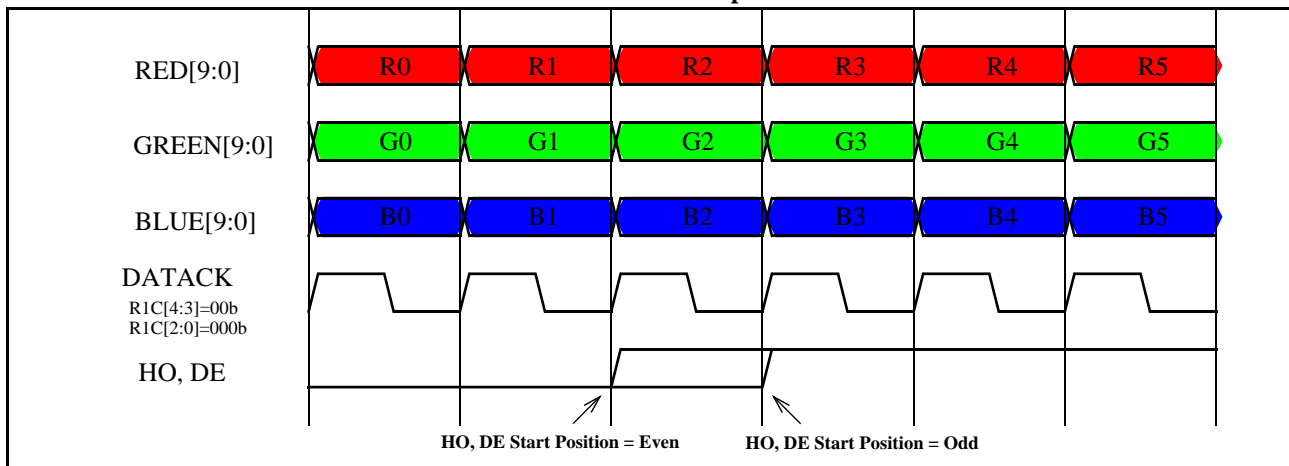 RED[9:0] R0 R1 R2 R3 R4 R5
GREEN[9:0] G0 G1 G2 G3 G4 G5
BLUE[9:0] B0 B1 B2 B3 B4 B5
DATACK
R1C[4:3]=00b
R1C[2:0]=000b
HO, DE
HO, DE Start Position = Even HO, DE Start Position = Odd